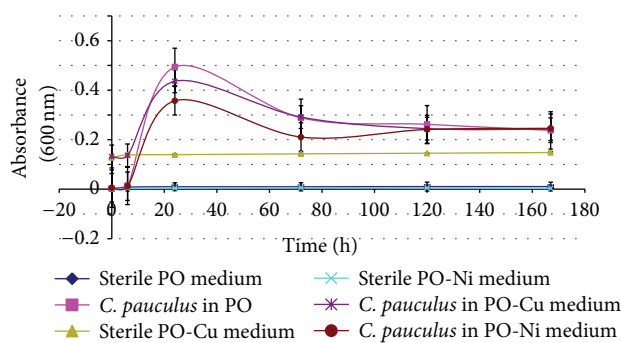 0.6
0.4
0.2
0
−0.2
Absorbance
(600 nm)
−20 0 20 40 60 80 100 120 140 160 180
Time (h)
Sterile PO medium
Sterile PO-Ni medium
C. pauculus in PO
C. pauculus in PO-Cu medium
Sterile PO-Cu medium
C. pauculus in PO-Ni medium